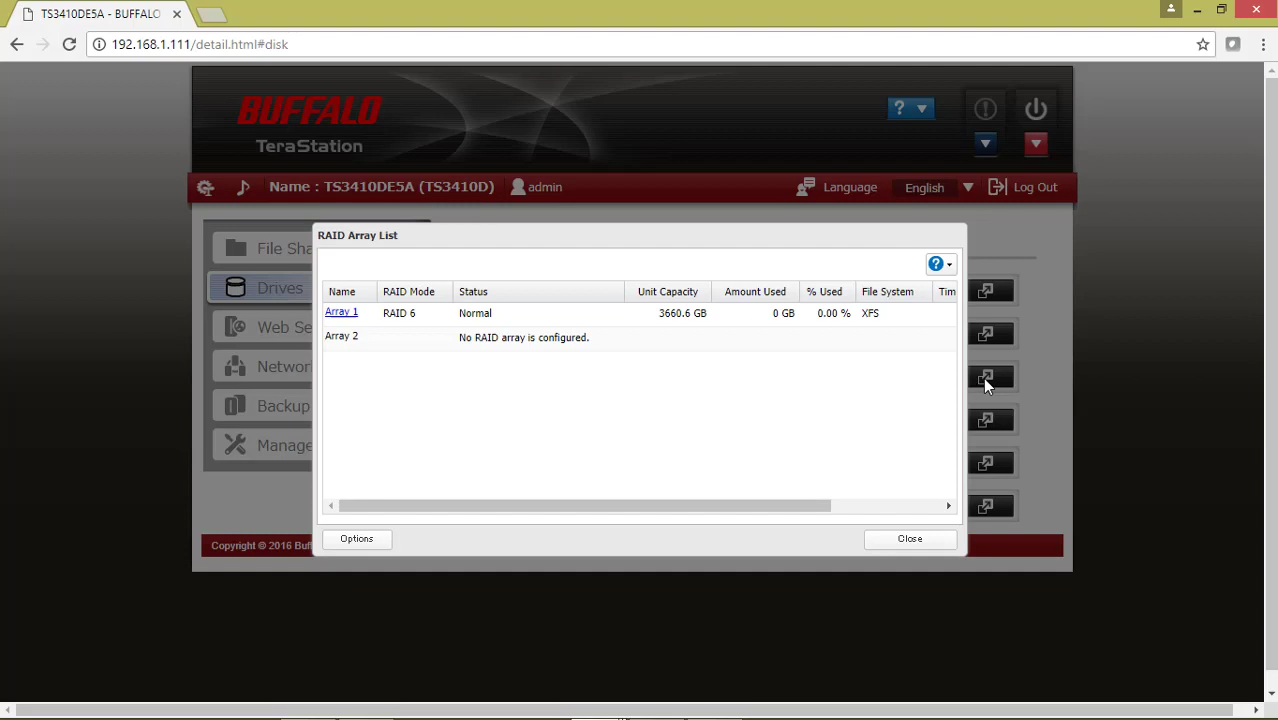 TS3410DE5A - BUFFALO
192.168.1.111/detail.html#disk
BUFFALO
TeraStation
?
Name : TS3410DE5A (TS3410D)
admin
Language
English
Log Out
File Sha
Drives
Web Se
Networ
Backup
Manage
RAID Array List
?
Name RAID Mode Status Unit Capacity Amount Used % Used File System Tim
Array 1 RAID 6 Normal 3660.6 GB 0 GB 0.00 % XFS
Array 2 No RAID array is configured.
Options
Close
Copyright © 2016 Buf